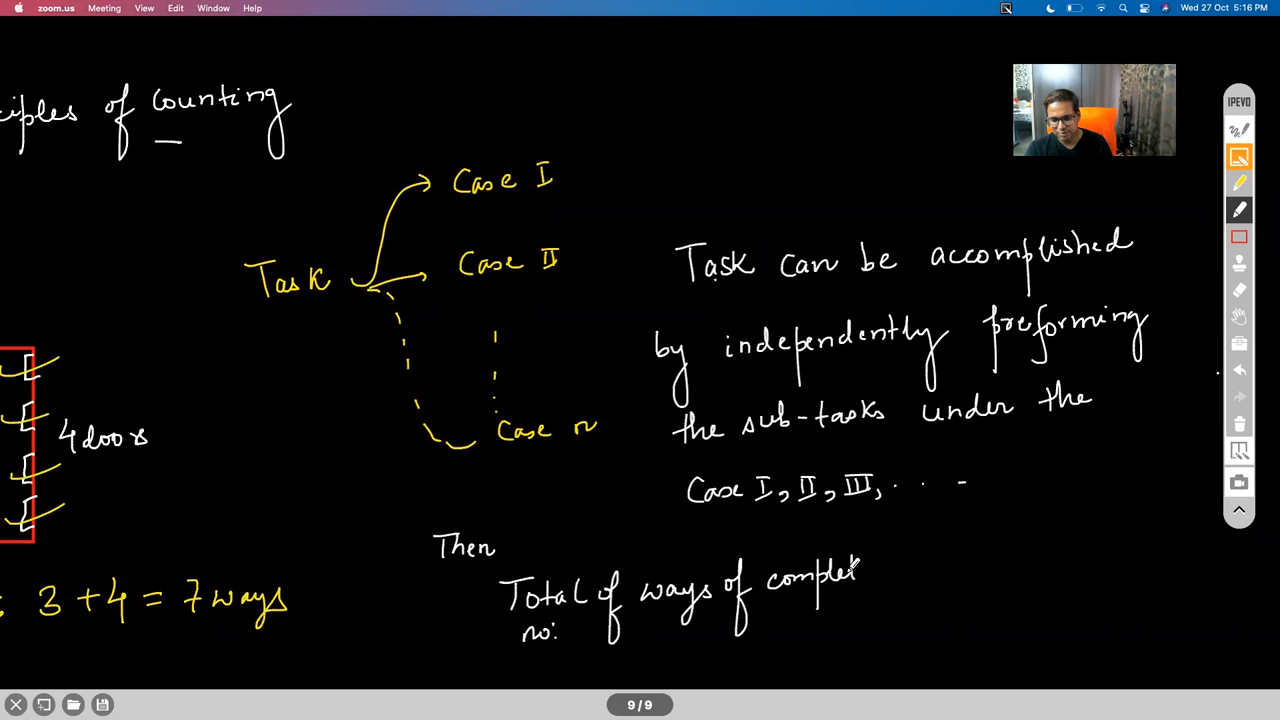 zoom.us Meeting View Edit Window Help Wed 27 Oct 5:16 PM
IPEVO
ciples of counting
Case I
Task Case II
Case n
Task can be accomplished
by independently preforming
the sub-tasks under the
Case I, II, III, . . -
4 doors
Then
Total of ways of complet
no:
: 3 + 4 = 7 ways
9 / 9